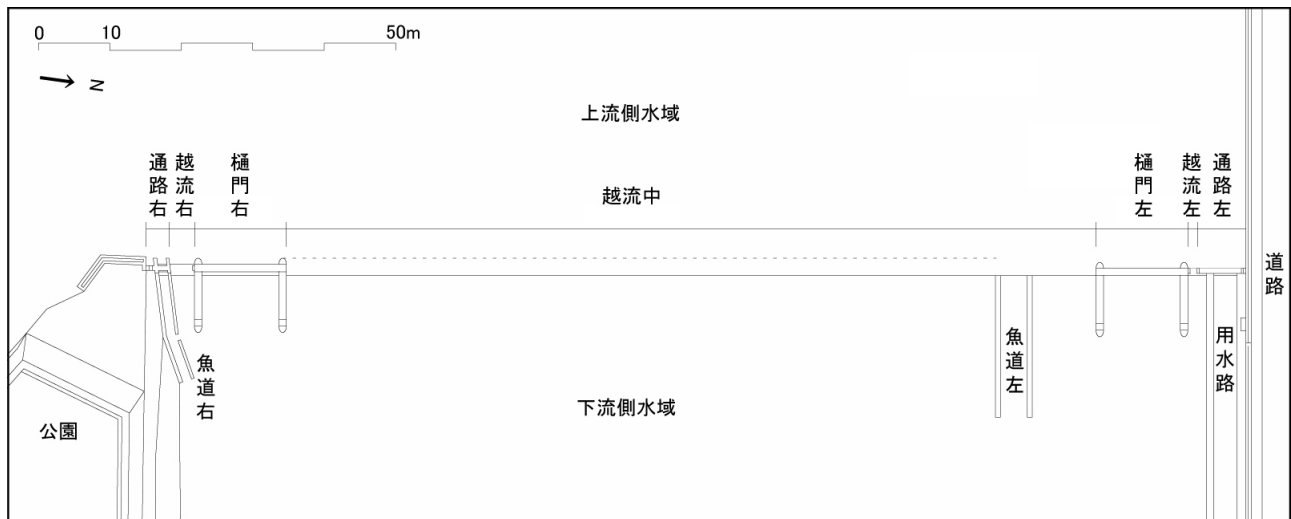 0 10 50m
N
上流側水域
通路右
越流右
樋門右
越流中
樋門左
越流左
通路左
道路
魚道右
魚道左
用水路
下流側水域
公園